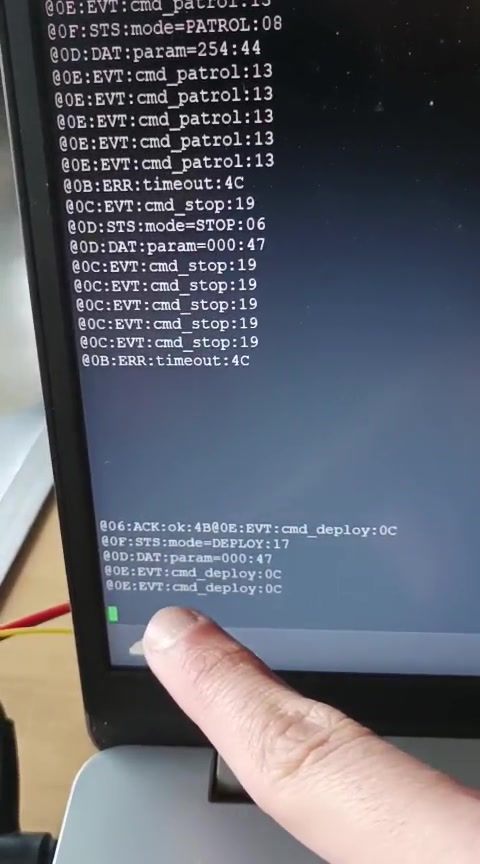 @0E:EVT:cmd_patrol:13
@0F:STS:mode=PATROL:08
@0D:DAT:param=254:44
@0E:EVT:cmd_patrol:13
@0E:EVT:cmd_patrol:13
@0E:EVT:cmd_patrol:13
@0E:EVT:cmd_patrol:13
@0E:EVT:cmd_patrol:13
@0B:ERR:timeout:4C
@0C:EVT:cmd_stop:19
@0D:STS:mode=STOP:06
@0D:DAT:param=000:47
@0C:EVT:cmd_stop:19
@0C:EVT:cmd_stop:19
@0C:EVT:cmd_stop:19
@0C:EVT:cmd_stop:19
@0C:EVT:cmd_stop:19
@0B:ERR:timeout:4C
@06:ACK:ok:4B@0E:EVT:cmd_deploy:0C
@0F:STS:mode=DEPLOY:17
@0D:DAT:param=000:47
@0E:EVT:cmd_deploy:0C
@0E:EVT:cmd_deploy:0C